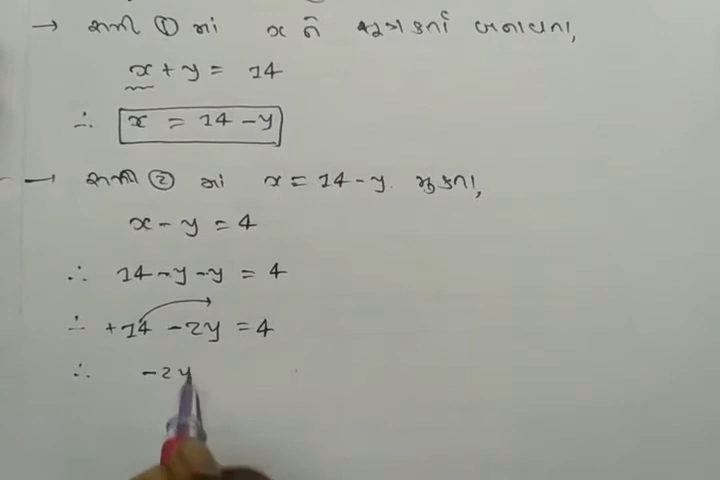 → સમી ① માં x ને સૂત્રકર્તા બનાવતા,
x + y = 14
∴ x = 14 - y
→ સમી ② માં x = 14 - y. મુકતા,
x - y = 4
∴ 14 - y - y = 4
∴ +14 - 2y = 4
∴ -2y